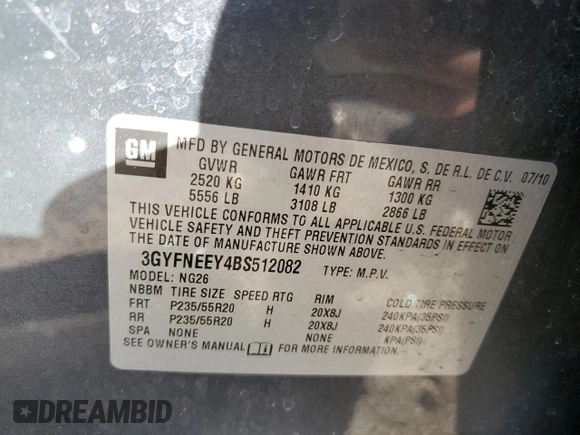 GM
MFD BY GENERAL MOTORS DE MEXICO, S. DE R.L. DE C.V. 07/10
GVWR GAWR FRT GAWR RR
2520 KG 1410 KG 1300 KG
5556 LB 3108 LB 2866 LB
THIS VEHICLE CONFORMS TO ALL APPLICABLE U.S. FEDERAL MOTOR
VEHICLE SAFETY AND THEFT PREVENTION STANDARDS IN EFFECT
ON THE DATE OF MANUFACTURE SHOWN ABOVE.
3GYFNEEY4BS512082 TYPE: M.P.V.
MODEL: NG26
NBBM TIRE SIZE SPEED RTG RIM COLD TIRE PRESSURE
FRT P235/55R20 H 20X8J 240KPA(35PSI)
RR P235/55R20 H 20X8J 240KPA(35PSI)
SPA NONE NONE KPA(PSI)
SEE OWNER'S MANUAL i FOR MORE INFORMATION.
DREAMBID